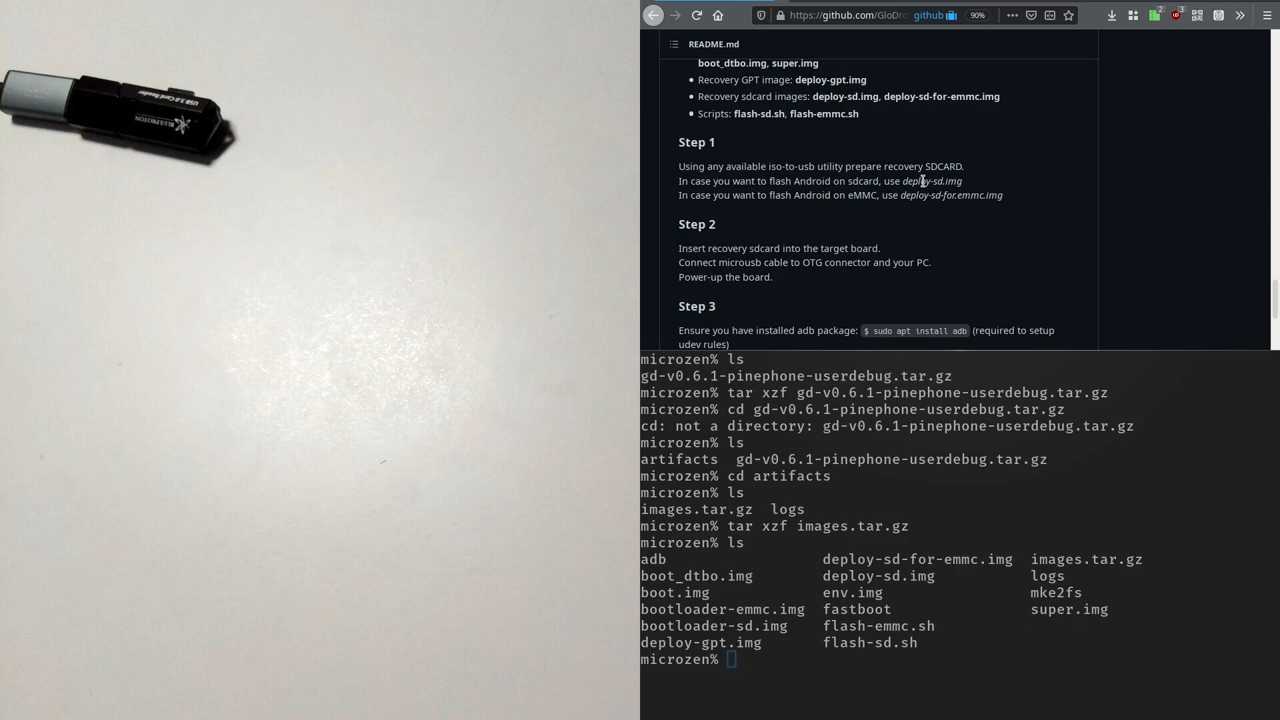 USB 3.0 Card Reader
BLUEPROTON
https://github.com/GloDro
github
90%
2
3
README.md
boot_dtbo.img, super.img
Recovery GPT image: deploy-gpt.img
Recovery sdcard images: deploy-sd.img, deploy-sd-for-emmc.img
Scripts: flash-sd.sh, flash-emmc.sh
Step 1
Using any available iso-to-usb utility prepare recovery SDCARD.
In case you want to flash Android on sdcard, use deploy-sd.img
In case you want to flash Android on eMMC, use deploy-sd-for.emmc.img
Step 2
Insert recovery sdcard into the target board.
Connect microusb cable to OTG connector and your PC.
Power-up the board.
Step 3
Ensure you have installed adb package: $ sudo apt install adb (required to setup
udev rules)
microzen% ls
gd-v0.6.1-pinephone-userdebug.tar.gz
microzen% tar xzf gd-v0.6.1-pinephone-userdebug.tar.gz
microzen% cd gd-v0.6.1-pinephone-userdebug.tar.gz
cd: not a directory: gd-v0.6.1-pinephone-userdebug.tar.gz
microzen% ls
artifacts  gd-v0.6.1-pinephone-userdebug.tar.gz
microzen% cd artifacts
microzen% ls
images.tar.gz  logs
microzen% tar xzf images.tar.gz
microzen% ls
adb  deploy-sd-for-emmc.img  images.tar.gz
boot_dtbo.img  deploy-sd.img  logs
boot.img  env.img  mke2fs
bootloader-emmc.img  fastboot  super.img
bootloader-sd.img  flash-emmc.sh
deploy-gpt.img  flash-sd.sh
microzen%